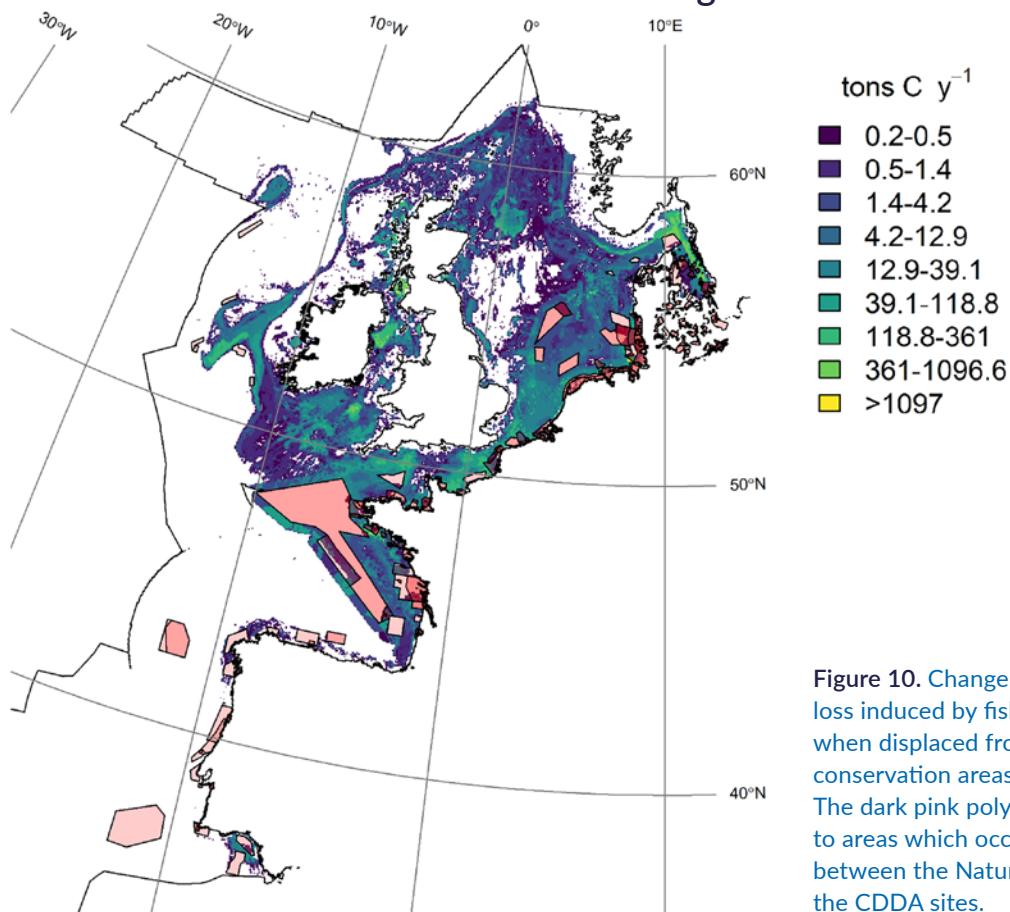 30°W
20°W
10°W
0°
10°E
60°N
50°N
40°N
tons C y⁻¹
0.2-0.5
0.5-1.4
1.4-4.2
4.2-12.9
12.9-39.1
39.1-118.8
118.8-361
361-1096.6
>1097
Figure 10. Change
loss induced by fis
when displaced fro
conservation areas
The dark pink poly
to areas which occ
between the Natur
the CDDA sites.